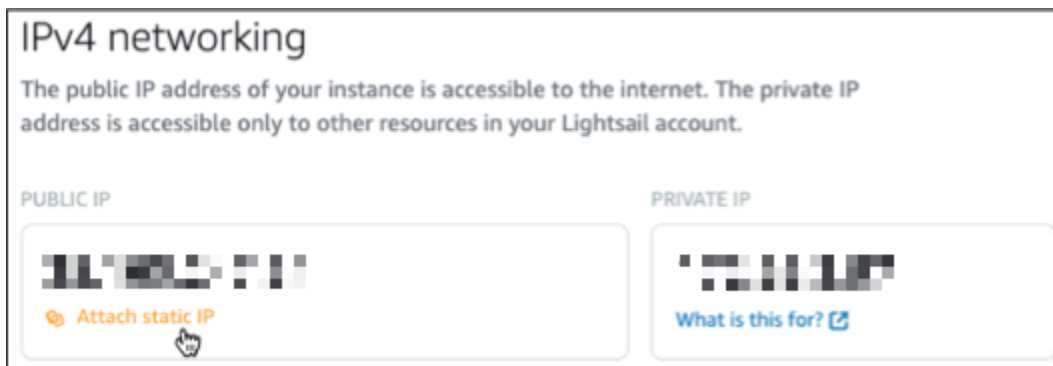 IPv4 networking
The public IP address of your instance is accessible to the internet. The private IP
address is accessible only to other resources in your Lightsail account.
PUBLIC IP
PRIVATE IP
Attach static IP
What is this for?